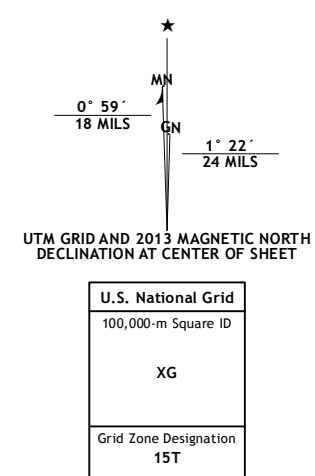 ★
MN
0° 59´
18 MILS
GN
1° 22´
24 MILS
UTM GRID AND 2013 MAGNETIC NORTH
DECLINATION AT CENTER OF SHEET
U.S. National Grid
100,000-m Square ID
XG
Grid Zone Designation
15T